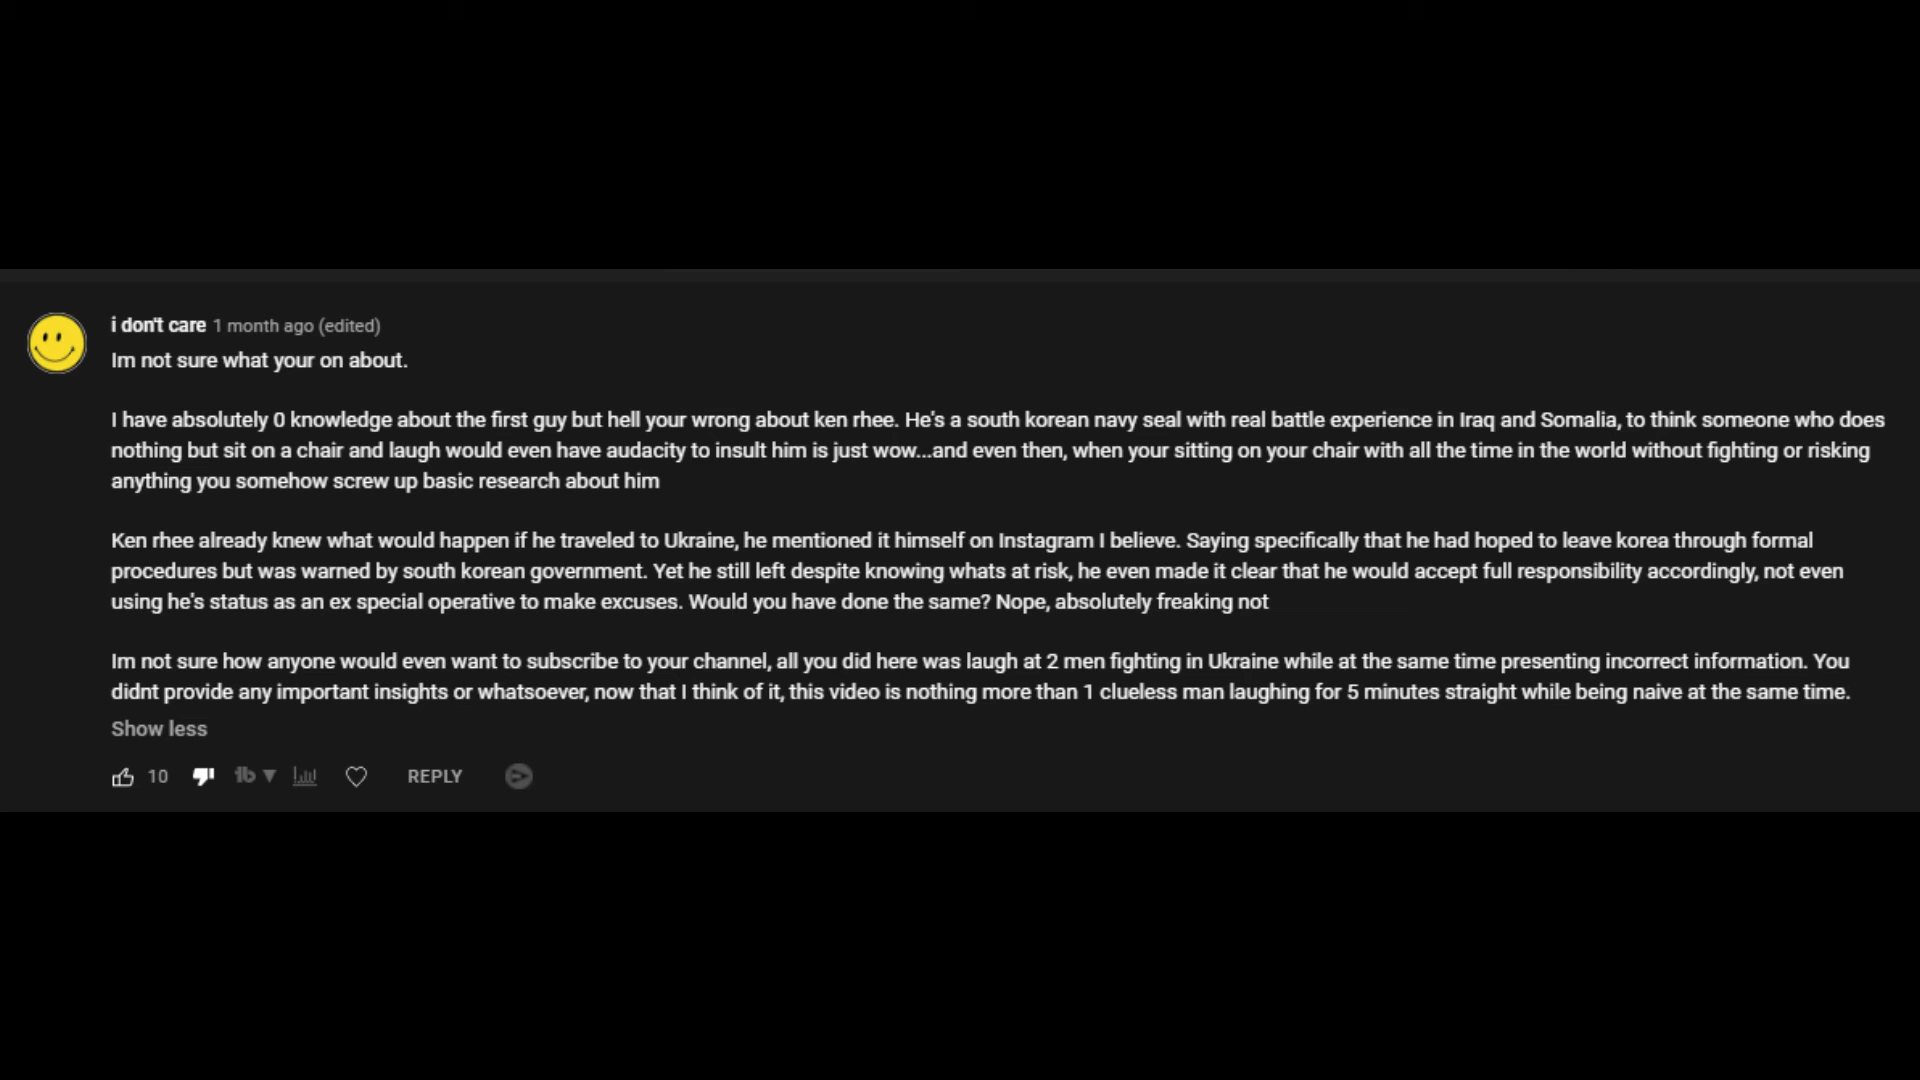 i don't care 1 month ago (edited)
Im not sure what your on about.
I have absolutely 0 knowledge about the first guy but hell your wrong about ken rhee. He's a south korean navy seal with real battle experience in Iraq and Somalia, to think someone who does
nothing but sit on a chair and laugh would even have audacity to insult him is just wow...and even then, when your sitting on your chair with all the time in the world without fighting or risking
anything you somehow screw up basic research about him
Ken rhee already knew what would happen if he traveled to Ukraine, he mentioned it himself on Instagram I believe. Saying specifically that he had hoped to leave korea through formal
procedures but was warned by south korean government. Yet he still left despite knowing whats at risk, he even made it clear that he would accept full responsibility accordingly, not even
using he's status as an ex special operative to make excuses. Would you have done the same? Nope, absolutely freaking not
Im not sure how anyone would even want to subscribe to your channel, all you did here was laugh at 2 men fighting in Ukraine while at the same time presenting incorrect information. You
didnt provide any important insights or whatsoever, now that I think of it, this video is nothing more than 1 clueless man laughing for 5 minutes straight while being naive at the same time.
Show less
10 REPLY